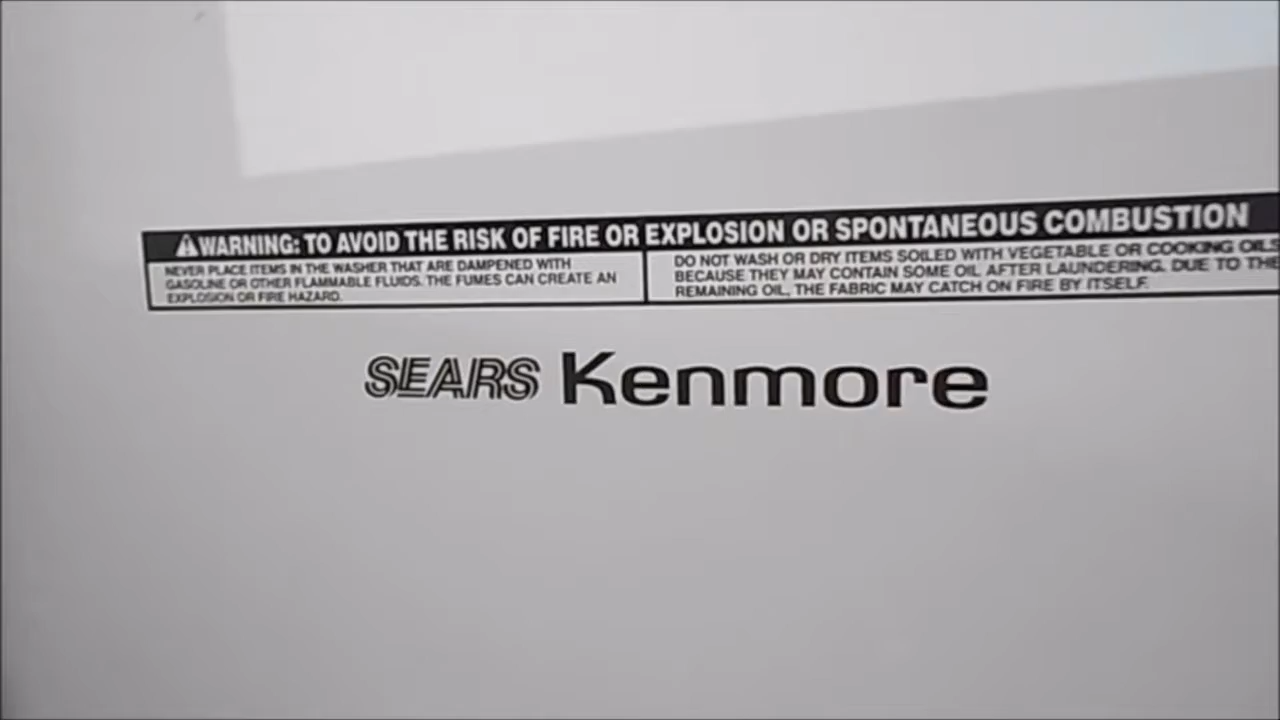 WARNING: TO AVOID THE RISK OF FIRE OR EXPLOSION OR SPONTANEOUS COMBUSTION
NEVER PLACE ITEMS IN THE WASHER THAT ARE DAMPENED WITH
GASOLINE OR OTHER FLAMMABLE FLUIDS. THE FUMES CAN CREATE AN
EXPLOSION OR FIRE HAZARD.
DO NOT WASH OR DRY ITEMS SOILED WITH VEGETABLE OR COOKING OILS
BECAUSE THEY MAY CONTAIN SOME OIL AFTER LAUNDERING. DUE TO THE
REMAINING OIL, THE FABRIC MAY CATCH ON FIRE BY ITSELF.
SEARS Kenmore